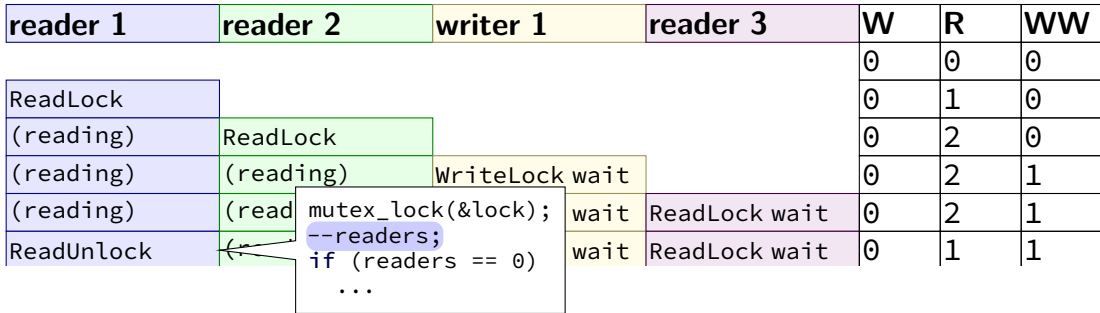 reader 1 reader 2 writer 1 reader 3 W R WW
0 0 0
ReadLock 0 1 0
(reading) ReadLock 0 2 0
(reading) (reading) WriteLock wait 0 2 1
(reading) (read wait ReadLock wait 0 2 1
ReadUnlock wait ReadLock wait 0 1 1
mutex_lock(&lock);
--readers;
if (readers == 0)
...